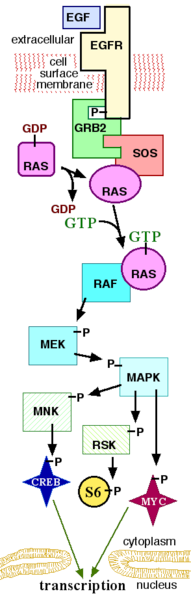 EGF
extracellular
EGFR
cell
surface
membrane
P
GRB2
GDP
SOS
RAS
RAS
GDP
GTP
GTP
RAS
RAF
P
MEK
P
MAPK
MNK
P
RSK
P
P
CREB
S6
P
MYC
cytoplasm
transcription
nucleus